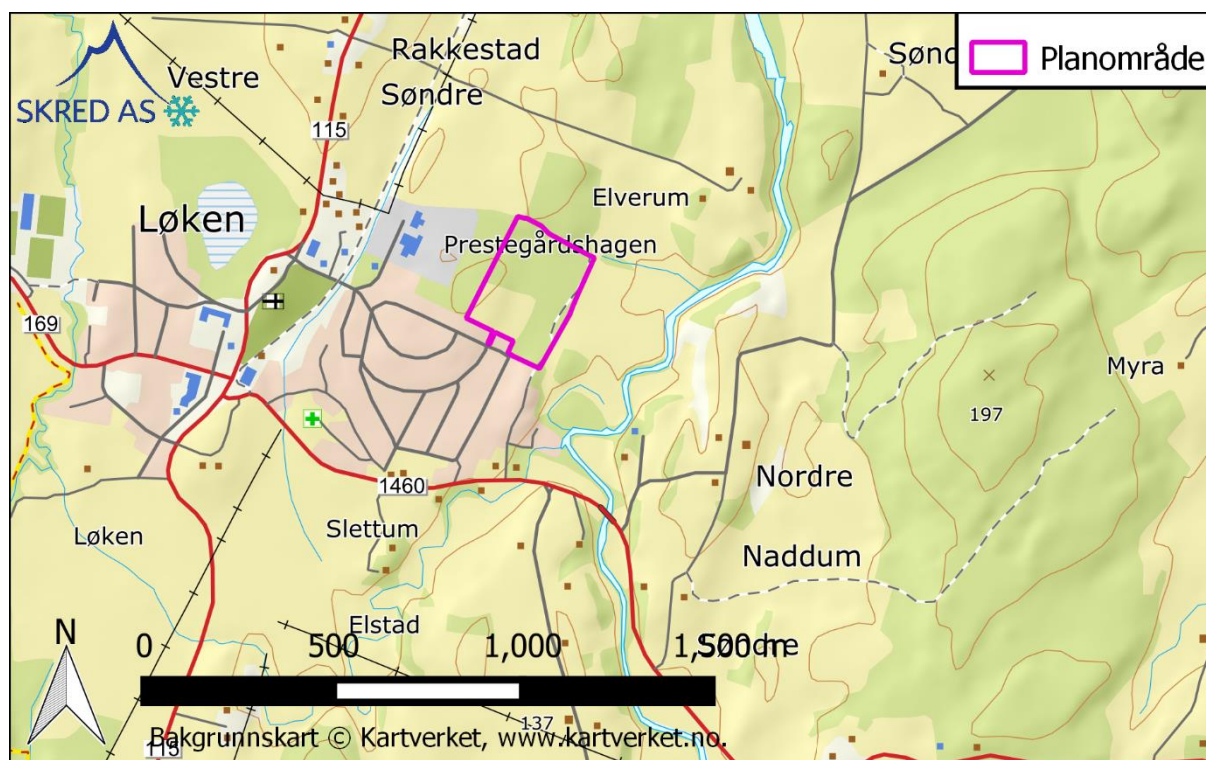 Rakkestad
Sønd
Planområde
Vestre
Søndre
SKRED AS
115
Elverum
Løken
Prestegårdshagen
169
Myra
197
Nordre
1460
Slettum
Løken
Naddum
Elstad
N
0 500 1,000 1,500 m
Søndre
137
115
Bakgrunnskart © Kartverket, www.kartverket.no.